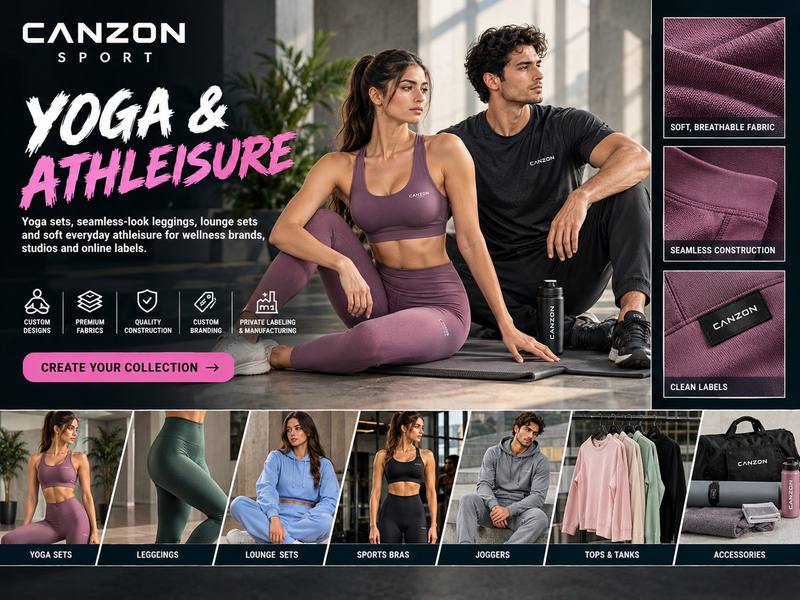 CANZON
SPORT
YOGA &
ATHLEISURE
Yoga sets, seamless-look leggings, lounge sets
and soft everyday athleisure for wellness brands,
studios and online labels.
CUSTOM
DESIGNS
PREMIUM
FABRICS
QUALITY
CONSTRUCTION
CUSTOM
BRANDING
PRIVATE LABELING
& MANUFACTURING
CREATE YOUR COLLECTION →
CANZON
CANZON
CANZON
SOFT, BREATHABLE FABRIC
SEAMLESS CONSTRUCTION
CANZON
CLEAN LABELS
YOGA SETS
LEGGEINGS
LOUNGE SETS
SPORTS BRAS
JOGGERS
TOPS & TANKS
CANZON
CANZON
ACCESSORIES